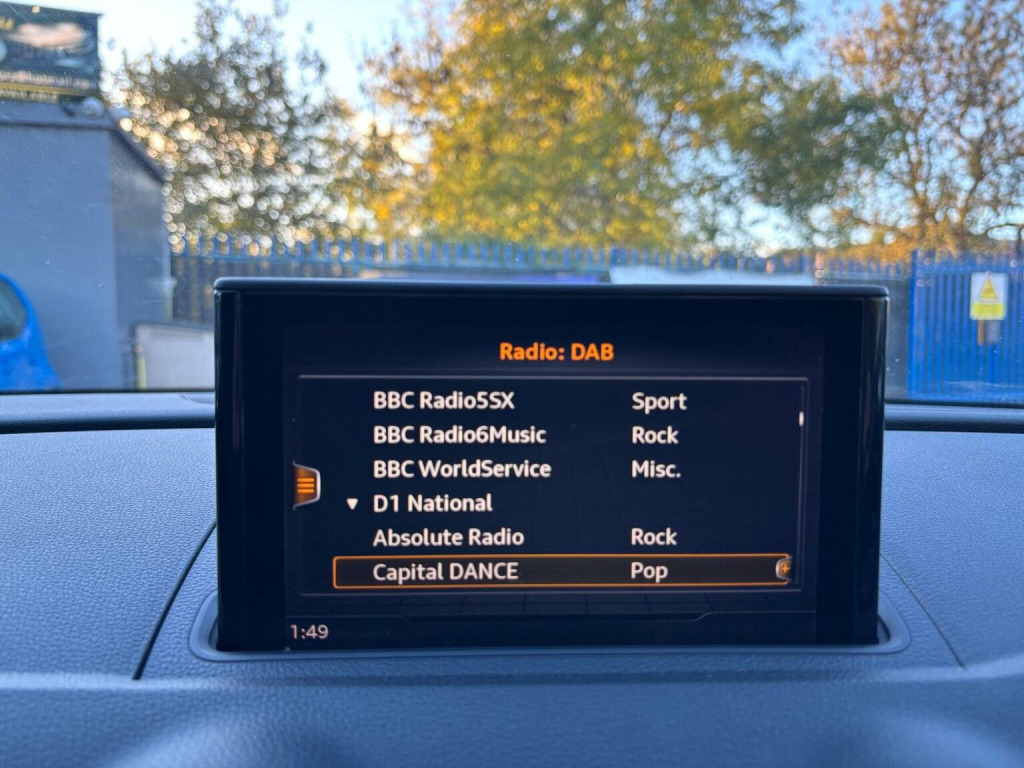 Radio: DAB
BBC Radio5SX Sport
BBC Radio6Music Rock
BBC WorldService Misc.
D1 National
Absolute Radio Rock
Capital DANCE Pop
1:49